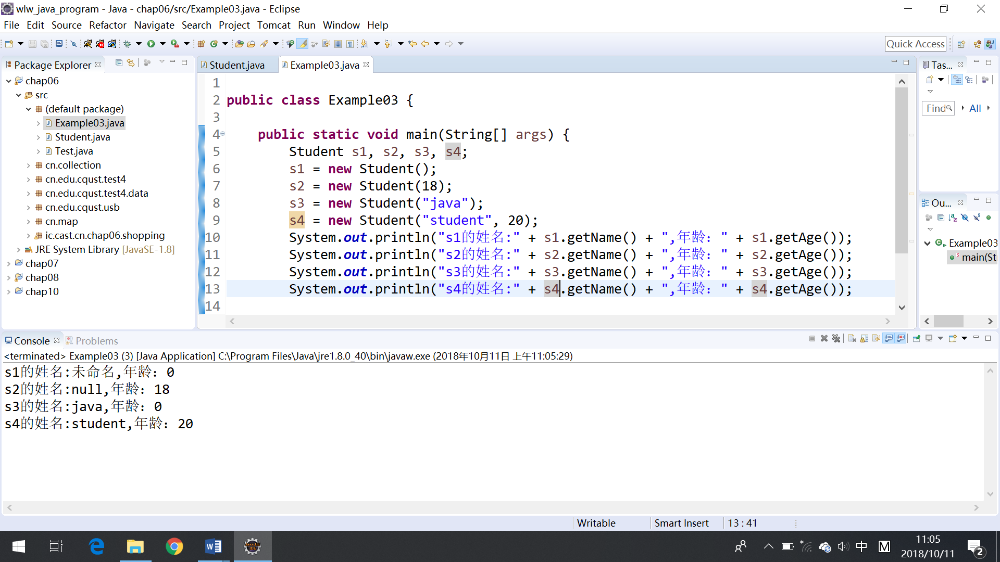 wlw_java_program - Java - chap06/src/Example03.java - Eclipse
File Edit Source Refactor Navigate Search Project Tomcat Run Window Help
Quick Access
Package Explorer
chap06
src
(default package)
Example03.java
Student.java
Test.java
cn.collection
cn.edu.cqust.test4
cn.edu.cqust.test4.data
cn.edu.cqust.usb
cn.map
ic.cast.cn.chap06.shopping
JRE System Library [JavaSE-1.8]
chap07
chap08
chap10
Student.java Example03.java
1
2 public class Example03 {
3
4 public static void main(String[] args) {
5 Student s1, s2, s3, s4;
6 s1 = new Student();
7 s2 = new Student(18);
8 s3 = new Student("java");
9 s4 = new Student("student", 20);
10 System.out.println("s1的姓名:" + s1.getName() + ",年龄：" + s1.getAge());
11 System.out.println("s2的姓名:" + s2.getName() + ",年龄：" + s2.getAge());
12 System.out.println("s3的姓名:" + s3.getName() + ",年龄：" + s3.getAge());
13 System.out.println("s4的姓名:" + s4.getName() + ",年龄：" + s4.getAge());
14
Tas...
Find All
Ou...
Example03
main(St
Console Problems
<terminated> Example03 (3) [Java Application] C:\Program Files\Java\jre1.8.0_40\bin\javaw.exe (2018年10月11日 上午11:05:29)
s1的姓名:未命名,年龄：0
s2的姓名:null,年龄：18
s3的姓名:java,年龄：0
s4的姓名:student,年龄：20
Writable Smart Insert 13 : 41
中 M 11:05
2018/10/11 2